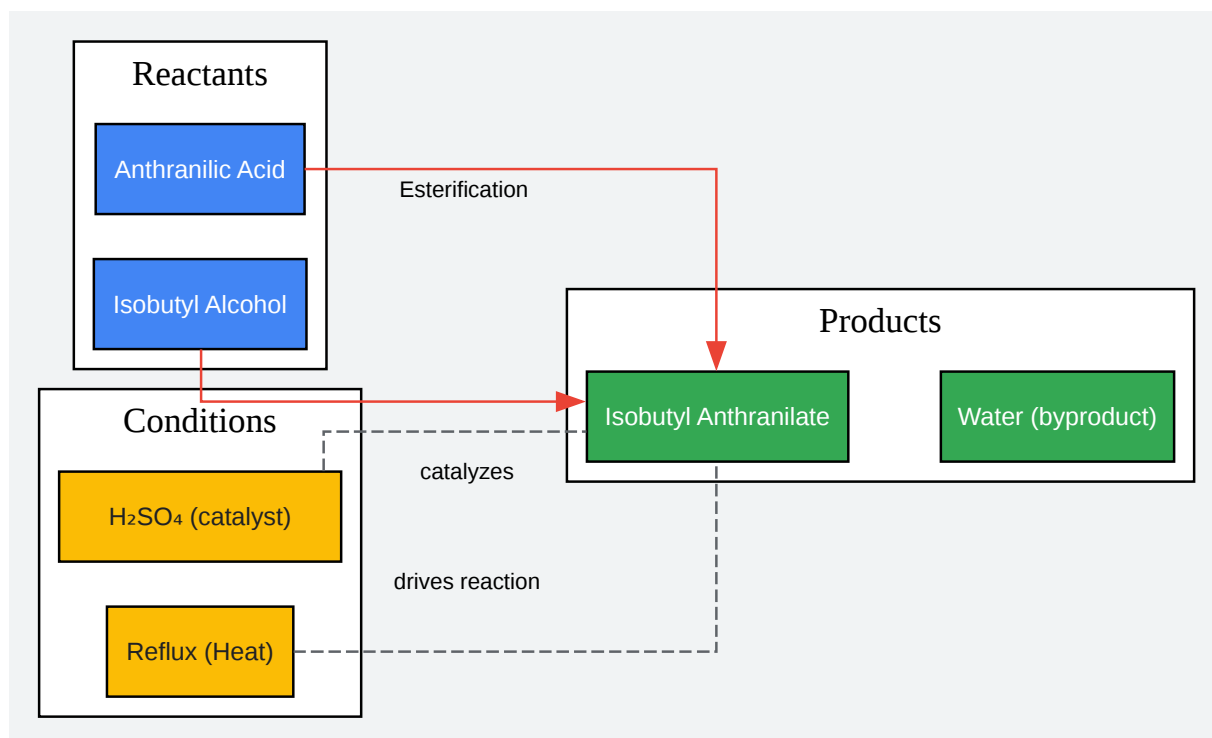 Reactants
Anthranilic Acid
Esterification
Isobutyl Alcohol
Products
Isobutyl Anthranilate
Water (byproduct)
Conditions
catalyzes
H₂SO₄ (catalyst)
drives reaction
Reflux (Heat)